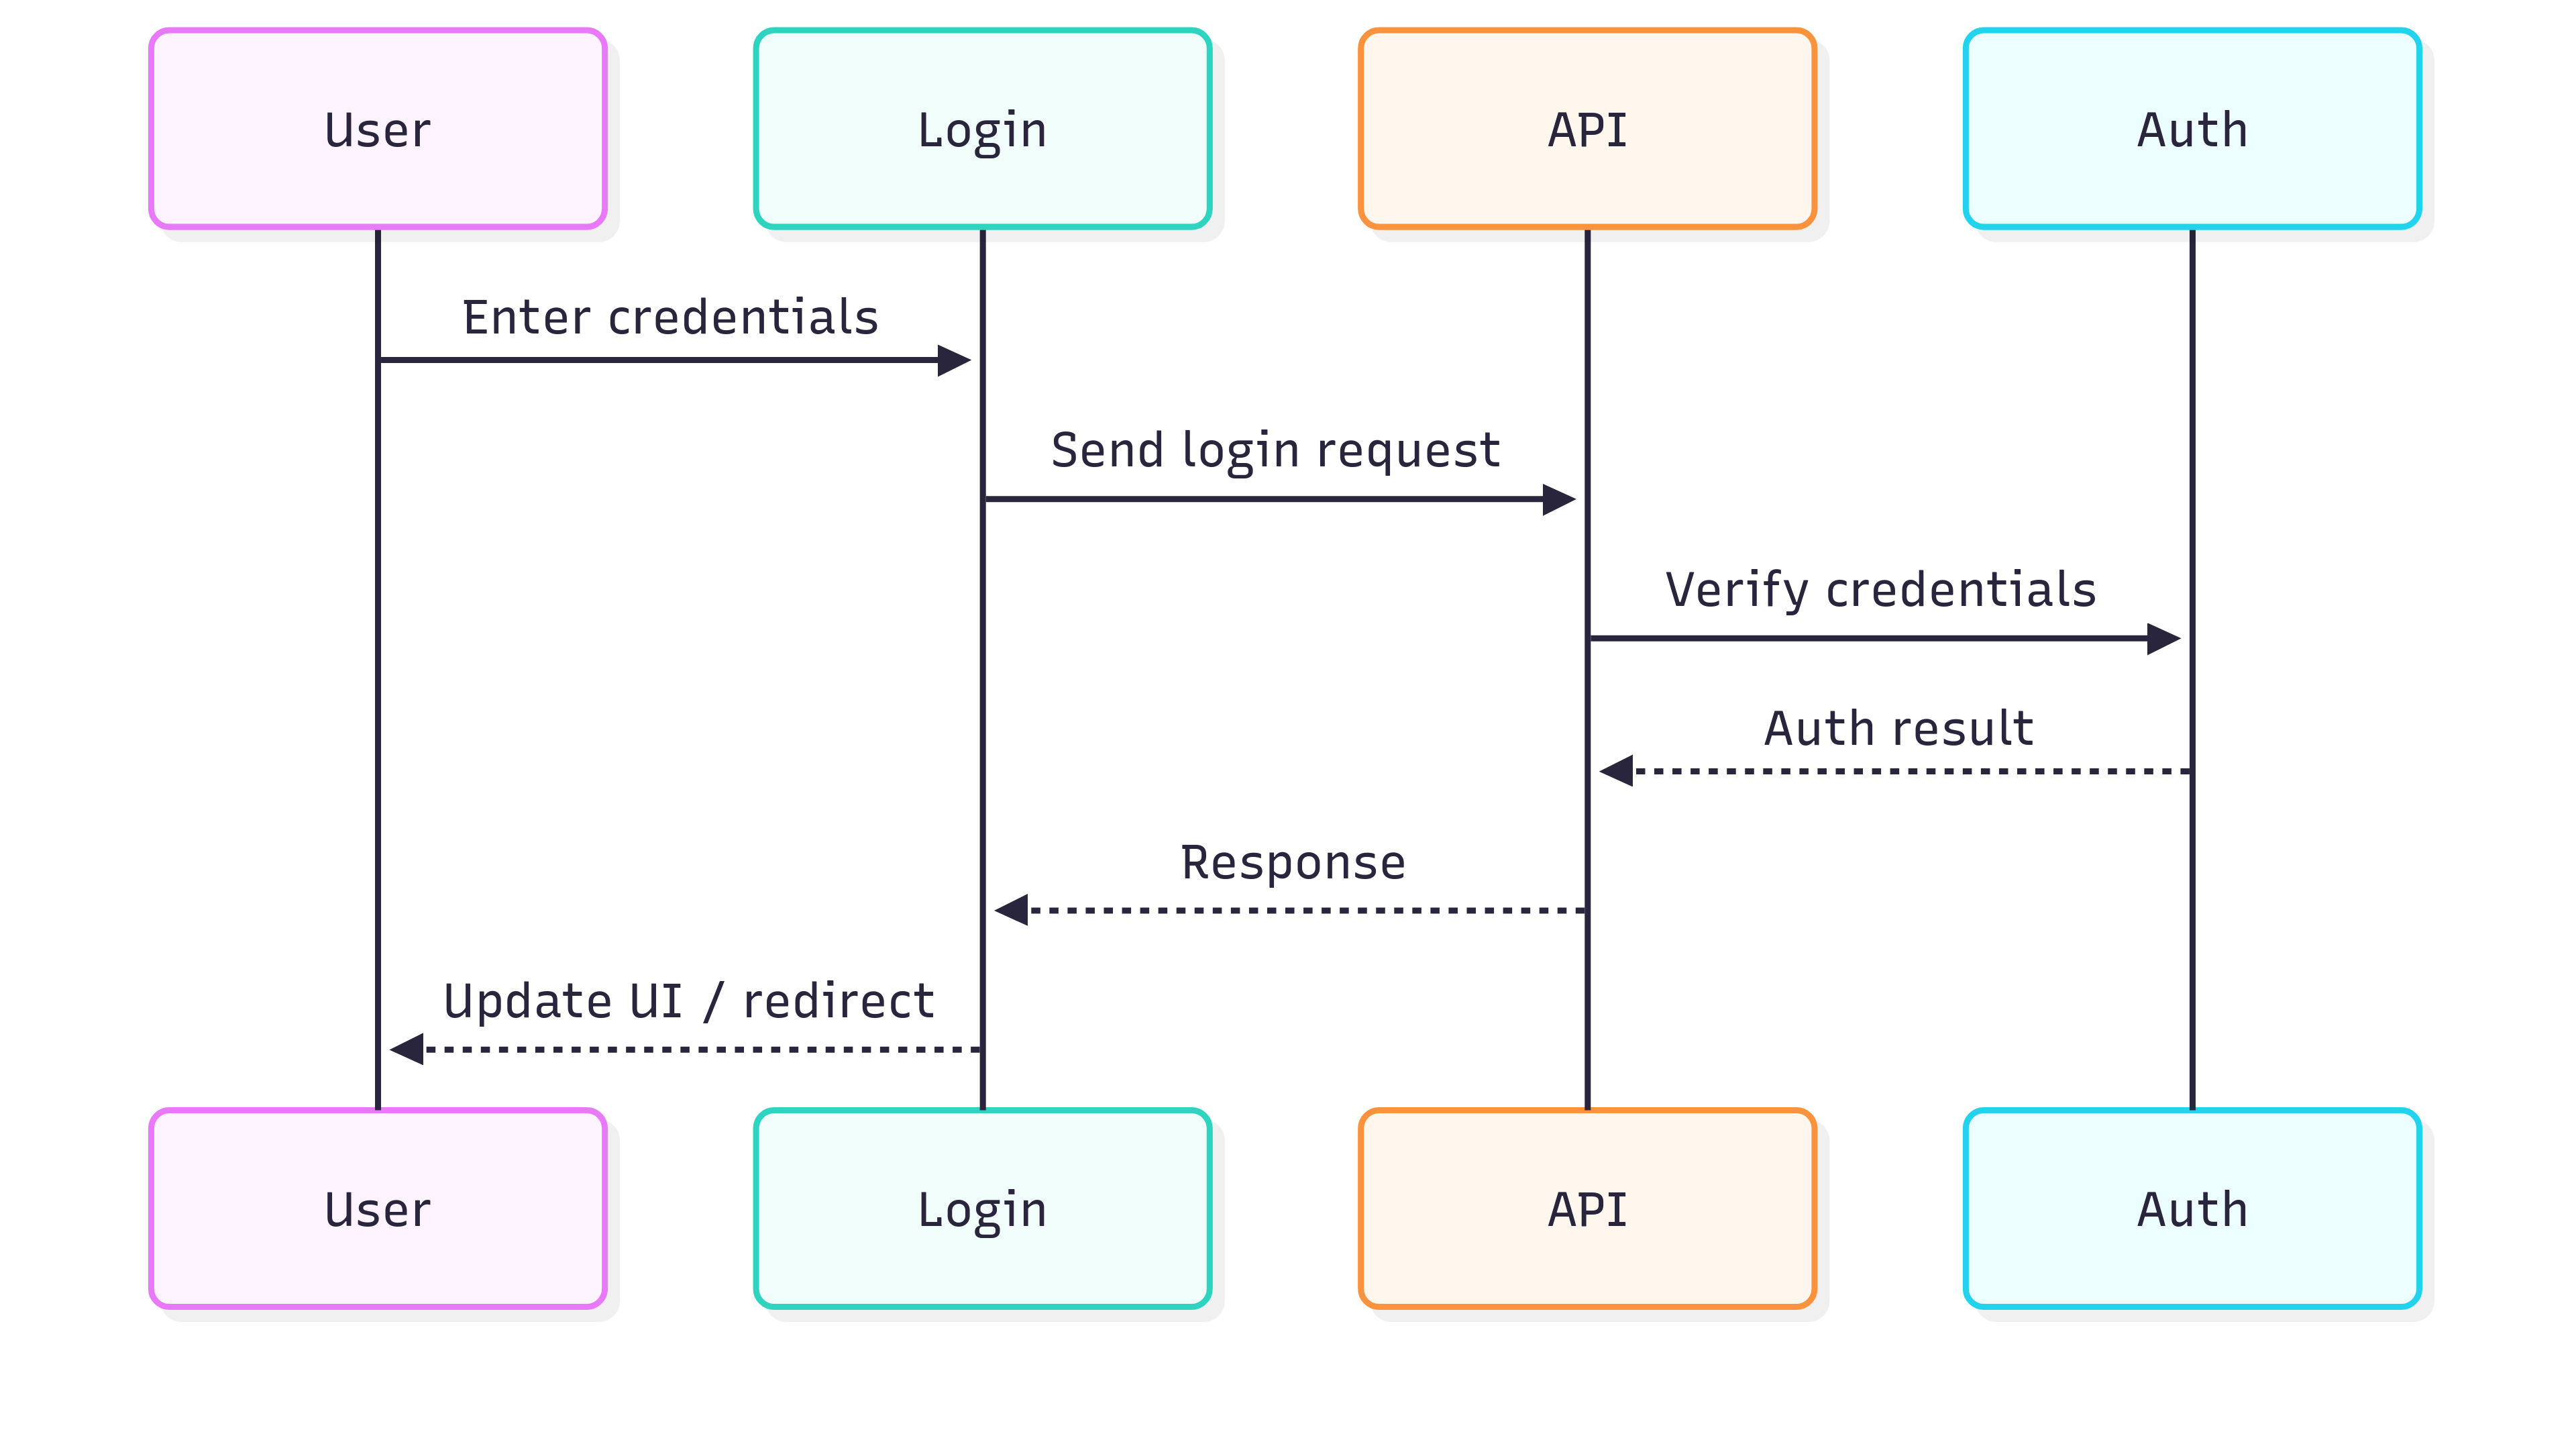 User
Login
API
Auth
Enter credentials
Send login request
Verify credentials
Auth result
Response
Update UI / redirect
User
Login
API
Auth